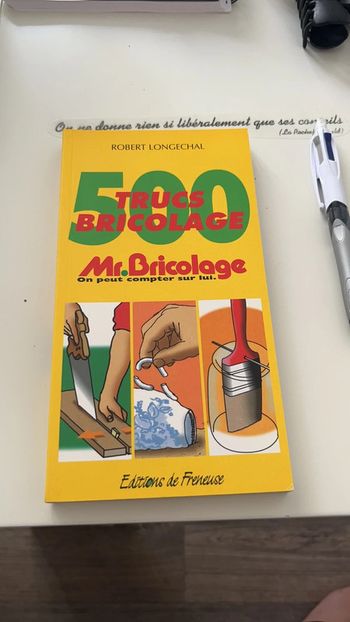 On ne donne rien si libéralement que ses conseils
(La Rochefoucauld)
ROBERT LONGECHAL
500
TRUCS
BRICOLAGE
Mr.Bricolage
On peut compter sur lui.
Editions de Freneuse